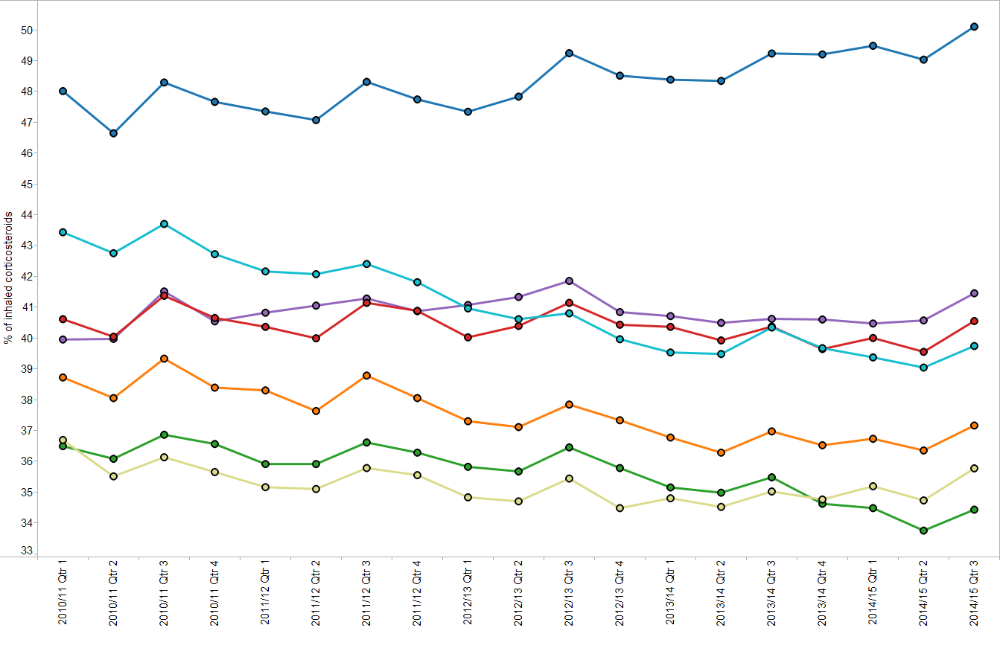 % of inhaled corticosteroids
50
49
48
47
46
45
44
43
42
41
40
39
38
37
36
35
34
33
2010/11 Qtr 1
2010/11 Qtr 2
2010/11 Qtr 3
2010/11 Qtr 4
2011/12 Qtr 1
2011/12 Qtr 2
2011/12 Qtr 3
2011/12 Qtr 4
2012/13 Qtr 1
2012/13 Qtr 2
2012/13 Qtr 3
2012/13 Qtr 4
2013/14 Qtr 1
2013/14 Qtr 2
2013/14 Qtr 3
2013/14 Qtr 4
2014/15 Qtr 1
2014/15 Qtr 2
2014/15 Qtr 3